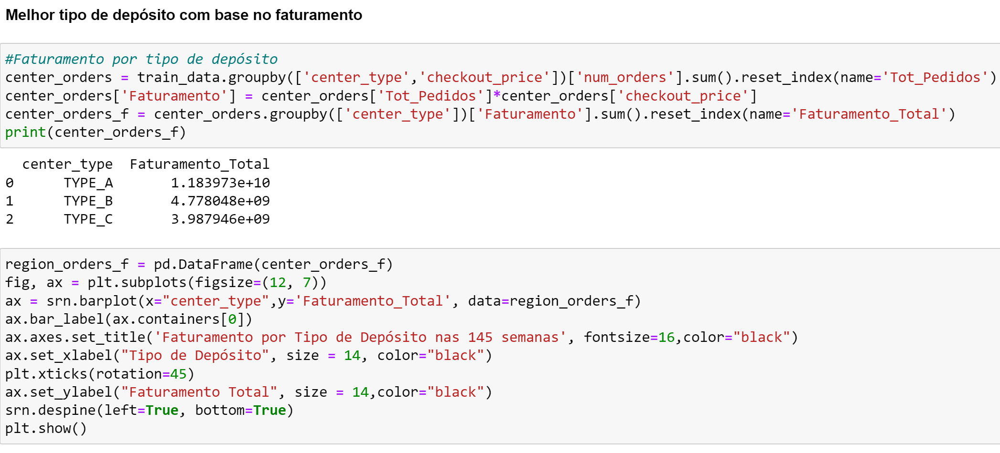 Melhor tipo de depósito com base no faturamento
#Faturamento por tipo de depósito
center_orders = train_data.groupby(['center_type','checkout_price'])['num_orders'].sum().reset_index(name='Tot_Pedidos')
center_orders['Faturamento'] = center_orders['Tot_Pedidos']*center_orders['checkout_price']
center_orders_f = center_orders.groupby(['center_type'])['Faturamento'].sum().reset_index(name='Faturamento_Total')
print(center_orders_f)
  center_type  Faturamento_Total
0      TYPE_A       1.183973e+10
1      TYPE_B       4.778048e+09
2      TYPE_C       3.987946e+09
region_orders_f = pd.DataFrame(center_orders_f)
fig, ax = plt.subplots(figsize=(12, 7))
ax = srn.barplot(x="center_type",y='Faturamento_Total', data=region_orders_f)
ax.bar_label(ax.containers[0])
ax.axes.set_title('Faturamento por Tipo de Depósito nas 145 semanas', fontsize=16,color="black")
ax.set_xlabel("Tipo de Depósito", size = 14, color="black")
plt.xticks(rotation=45)
ax.set_ylabel("Faturamento Total", size = 14,color="black")
srn.despine(left=True, bottom=True)
plt.show()